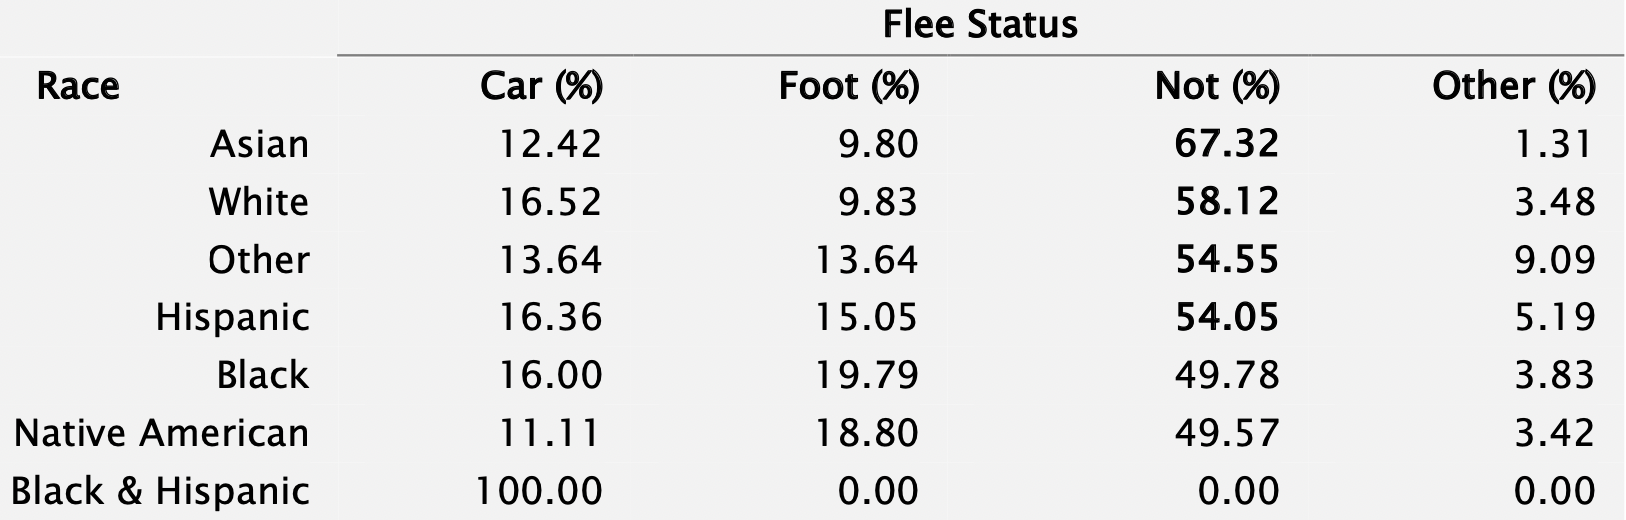 Flee Status
Race Car (%) Foot (%) Not (%) Other (%)
Asian 12.42 9.80 67.32 1.31
White 16.52 9.83 58.12 3.48
Other 13.64 13.64 54.55 9.09
Hispanic 16.36 15.05 54.05 5.19
Black 16.00 19.79 49.78 3.83
Native American 11.11 18.80 49.57 3.42
Black & Hispanic 100.00 0.00 0.00 0.00